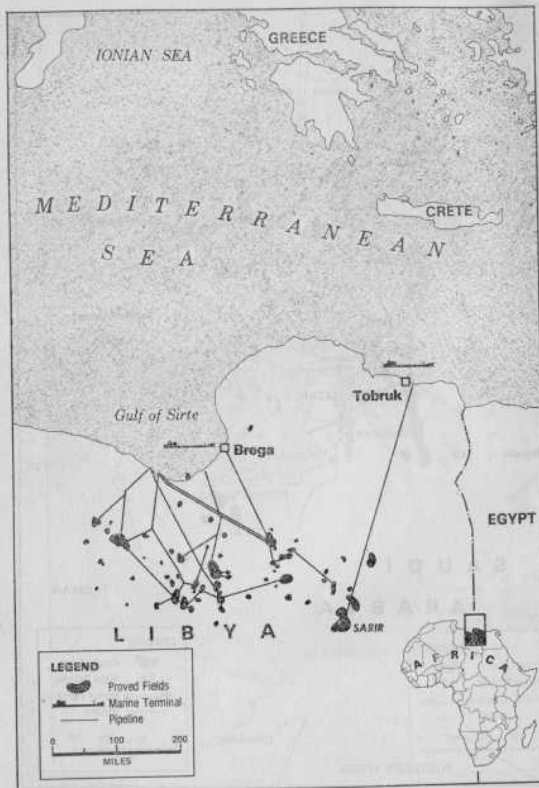 IONIAN SEA
GREECE
MEDITERRANEAN
SEA
CRETE
Tobruk
Gulf of Sirte
Brega
EGYPT
SARIR
LIBYA
AFRICA
LEGEND
Proved Fields
Marine Terminal
Pipeline
0 100 200
MILES